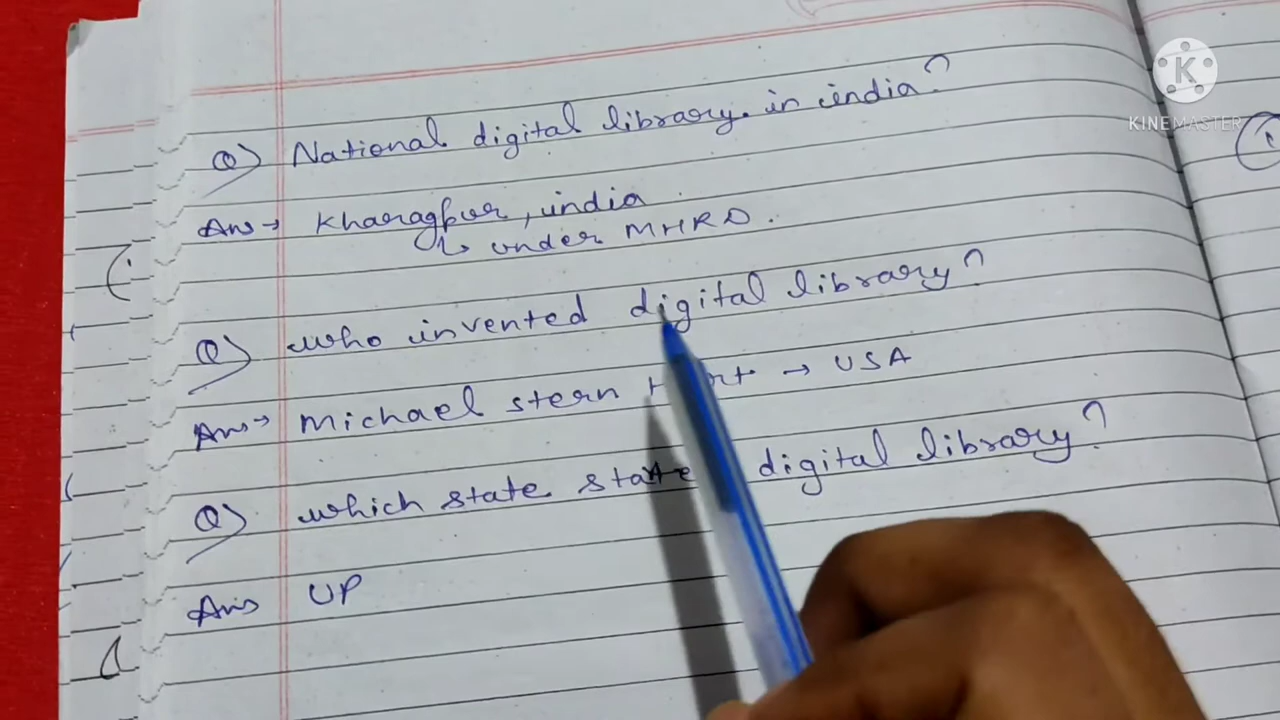 Q) National digital library in india?
Ans → Kharagpur, india
↳ under MHRD.
Q) who invented digital library?
Ans → Michael stern → USA
Q) which state digital library?
Ans UP
K
KINEMASTER